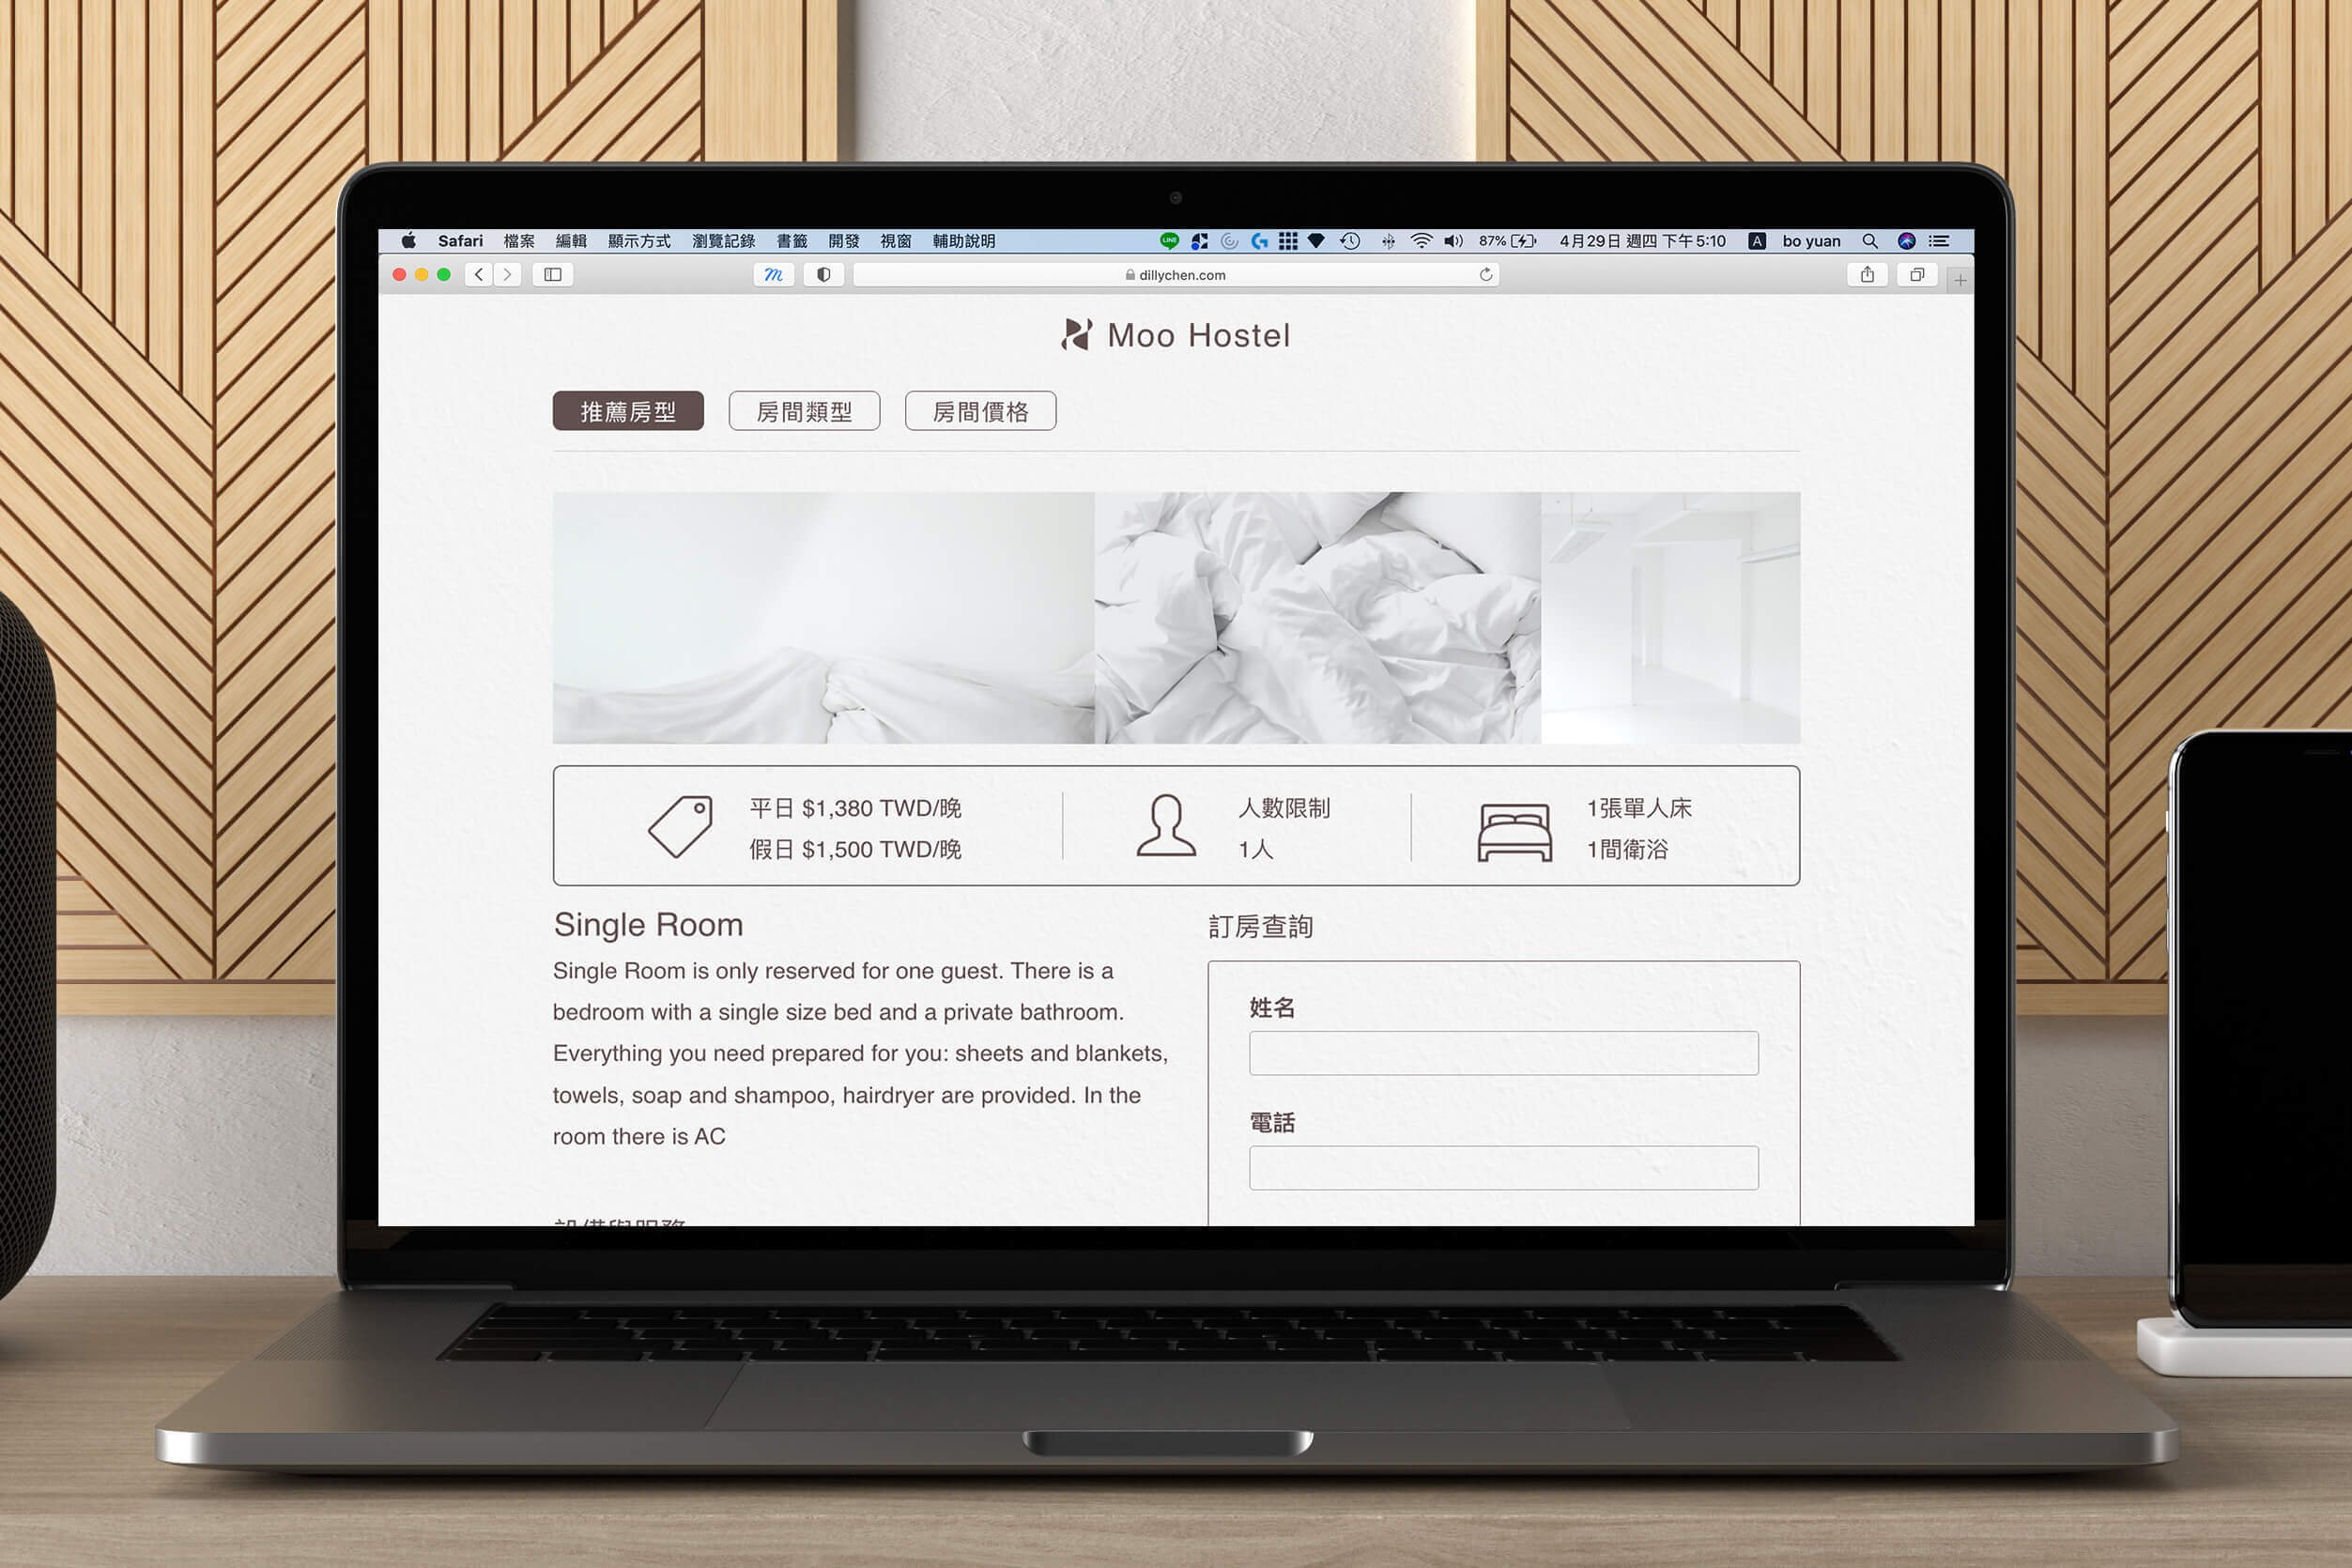 Safari 檔案 編輯 顯示方式 瀏覽記錄 書籤 開發 視窗 輔助說明 LINE 87% 4月29日 週四 下午5:10 A bo yuan
dillychen.com
Moo Hostel
推薦房型 房間類型 房間價格
平日 $1,380 TWD/晚 人數限制 1張單人床
假日 $1,500 TWD/晚 1人 1間衛浴
Single Room
Single Room is only reserved for one guest. There is a
bedroom with a single size bed and a private bathroom.
Everything you need prepared for you: sheets and blankets,
towels, soap and shampoo, hairdryer are provided. In the
room there is AC
設備與服務
訂房查詢
姓名
電話